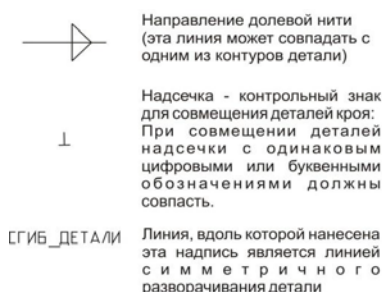 Направление долевой нити
(эта линия может совпадать с
одним из контуров детали)
Надсечка - контрольный знак
для совмещения деталей кроя:
При совмещении деталей
надсечки с одинаковым
цифровыми или буквенными
обозначениями должны
совпасть.
СГИБ_ДЕТАЛИ
Линия, вдоль которой нанесена
эта надпись является линией
симметричного
разворачивания детали